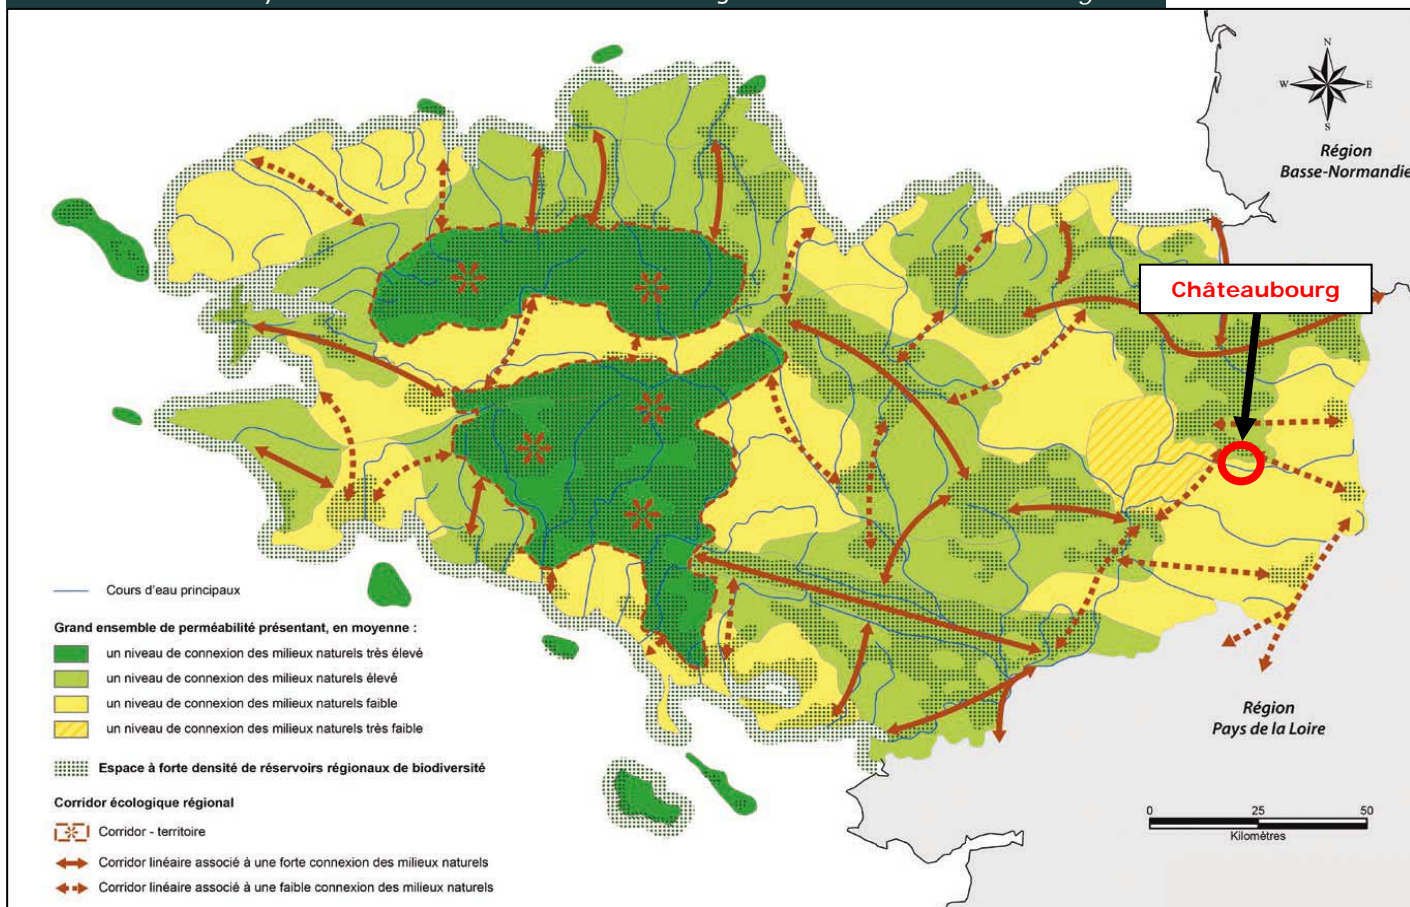 N
W
E
S
Région
Basse-Normandie
Châteaubourg
Cours d'eau principaux
Grand ensemble de perméabilité présentant, en moyenne :
un niveau de connexion des milieux naturels très élevé
un niveau de connexion des milieux naturels élevé
un niveau de connexion des milieux naturels faible
un niveau de connexion des milieux naturels très faible
Espace à forte densité de réservoirs régionaux de biodiversité
Corridor écologique régional
Corridor - territoire
Corridor linéaire associé à une forte connexion des milieux naturels
Corridor linéaire associé à une faible connexion des milieux naturels
Région
Pays de la Loire
0 25 50
Kilomètres